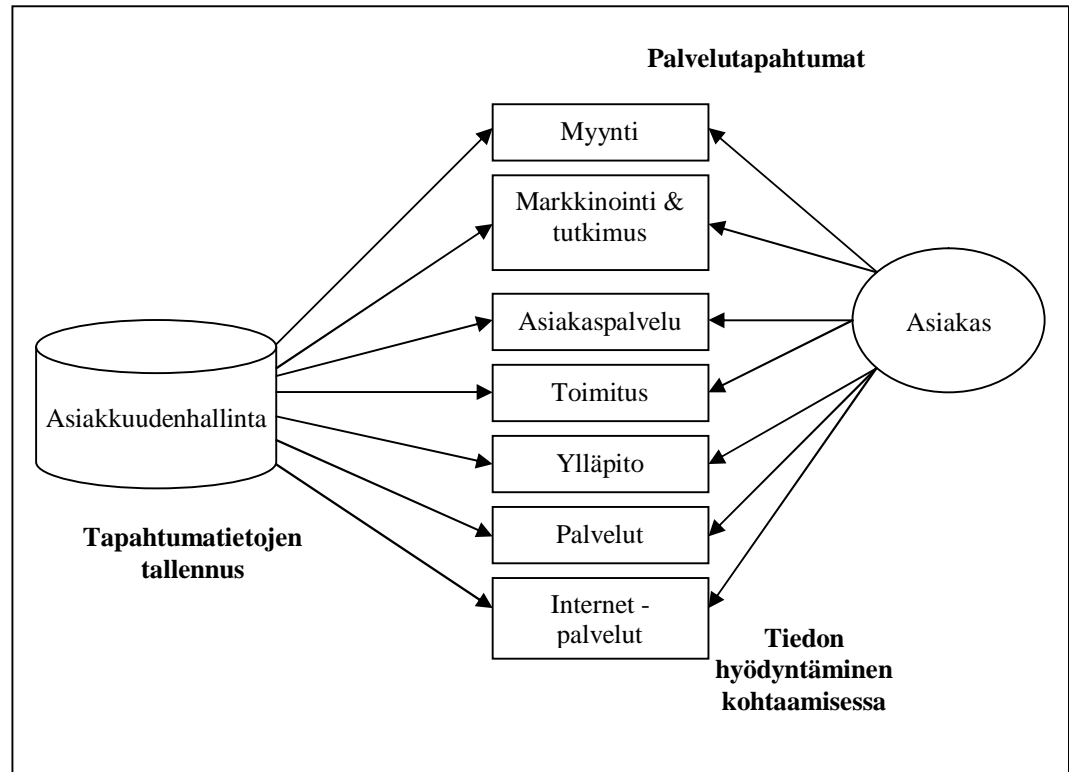 Palvelutapahtumat
Myynti
Markkinointi &
tutkimus
Asiakaspalvelu
Asiakas
Toimitus
Asiakkuudenhallinta
Ylläpito
Tapahtumatietojen
tallennus
Palvelut
Internet -
palvelut
Tiedon
hyödyntäminen
kohtaamisessa